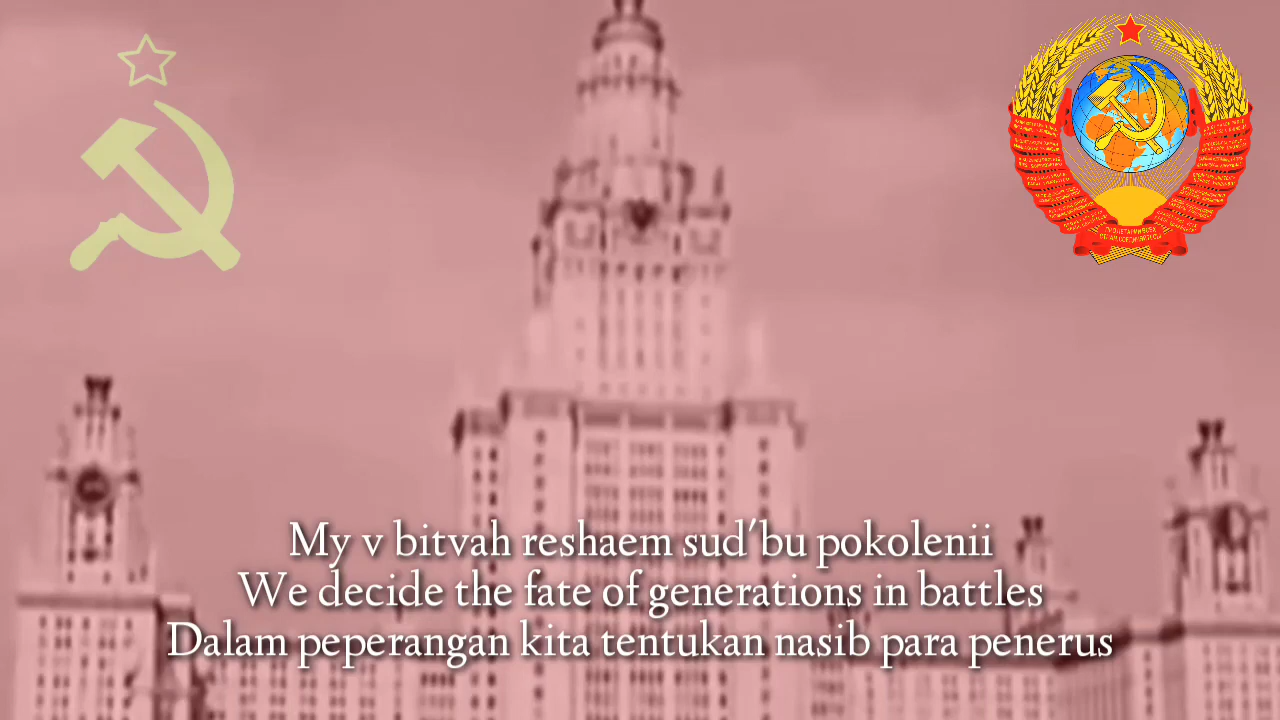 My v bitvah reshaem sud'bu pokolenii
We decide the fate of generations in battles
Dalam peperangan kita tentukan nasib para penerus